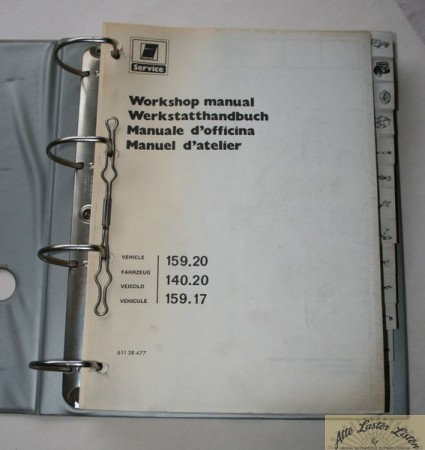 Service
Workshop manual
Werkstatthandbuch
Manuale d'officina
Manuel d'atelier
VEHICLE
FAHRZEUG
VEICOLO
VEHICULE
159.20
140.20
159.17
611 38 477
Alte Laster Listen